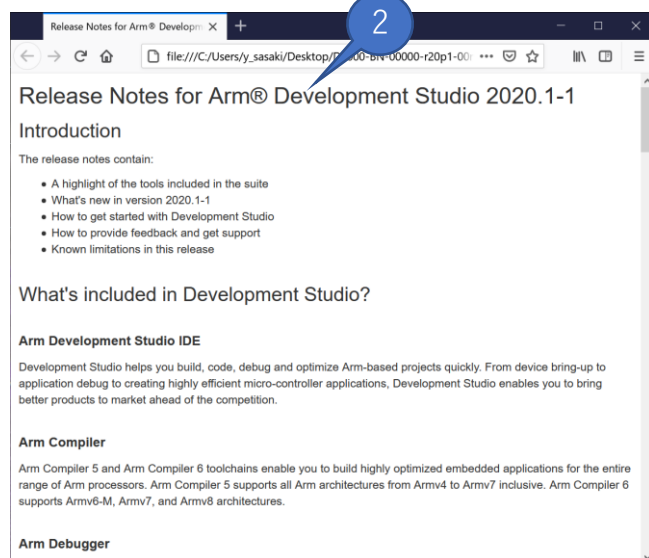 Release Notes for Arm® Developm
2
file:///C:/Users/y_sasaki/Desktop/D
00-BN-00000-r20p1-00
Release Notes for Arm® Development Studio 2020.1-1
Introduction
The release notes contain:
• A highlight of the tools included in the suite
• What's new in version 2020.1-1
• How to get started with Development Studio
• How to provide feedback and get support
• Known limitations in this release
What's included in Development Studio?
Arm Development Studio IDE
Development Studio helps you build, code, debug and optimize Arm-based projects quickly. From device bring-up to
application debug to creating highly efficient micro-controller applications, Development Studio enables you to bring
better products to market ahead of the competition.
Arm Compiler
Arm Compiler 5 and Arm Compiler 6 toolchains enable you to build highly optimized embedded applications for the entire
range of Arm processors. Arm Compiler 5 supports all Arm architectures from Armv4 to Armv7 inclusive. Arm Compiler 6
supports Armv6-M, Armv7, and Armv8 architectures.
Arm Debugger